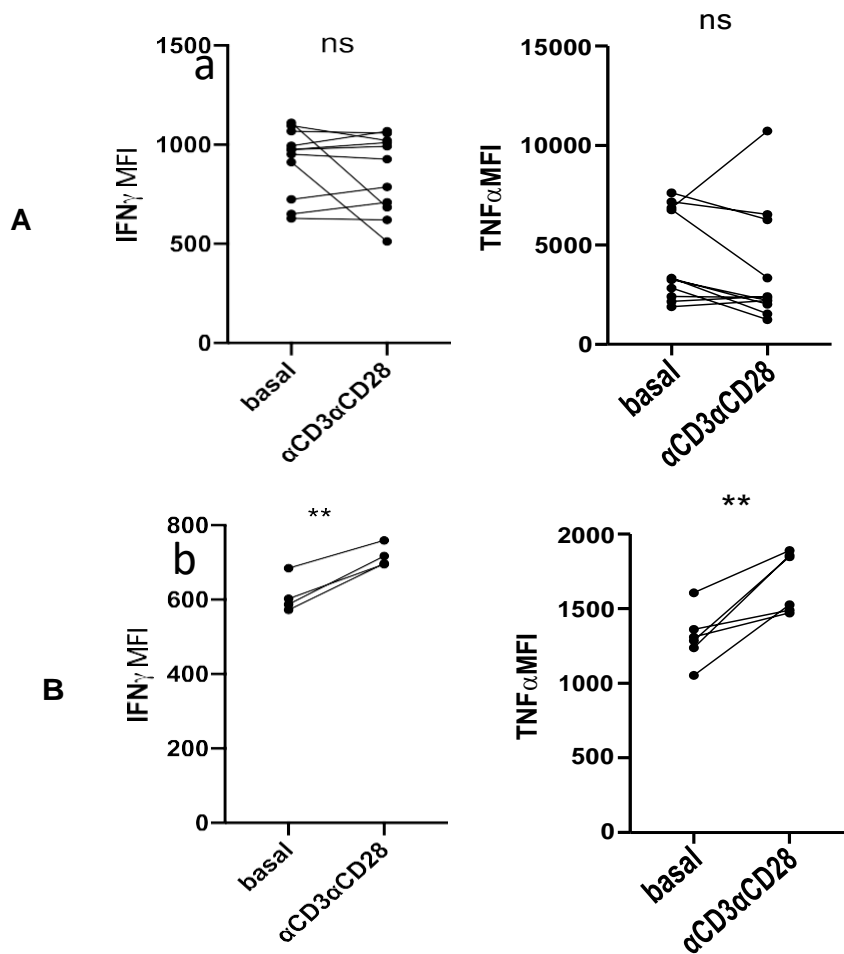 A
a
ns
IFNγ MFI
1500
1000
500
0
basal
αCD3αCD28
ns
TNFαMFI
15000
10000
5000
0
basal
αCD3αCD28
B
b
**
IFNγ MFI
800
600
400
200
0
basal
αCD3αCD28
**
TNFαMFI
2000
1500
1000
500
0
basal
αCD3αCD28